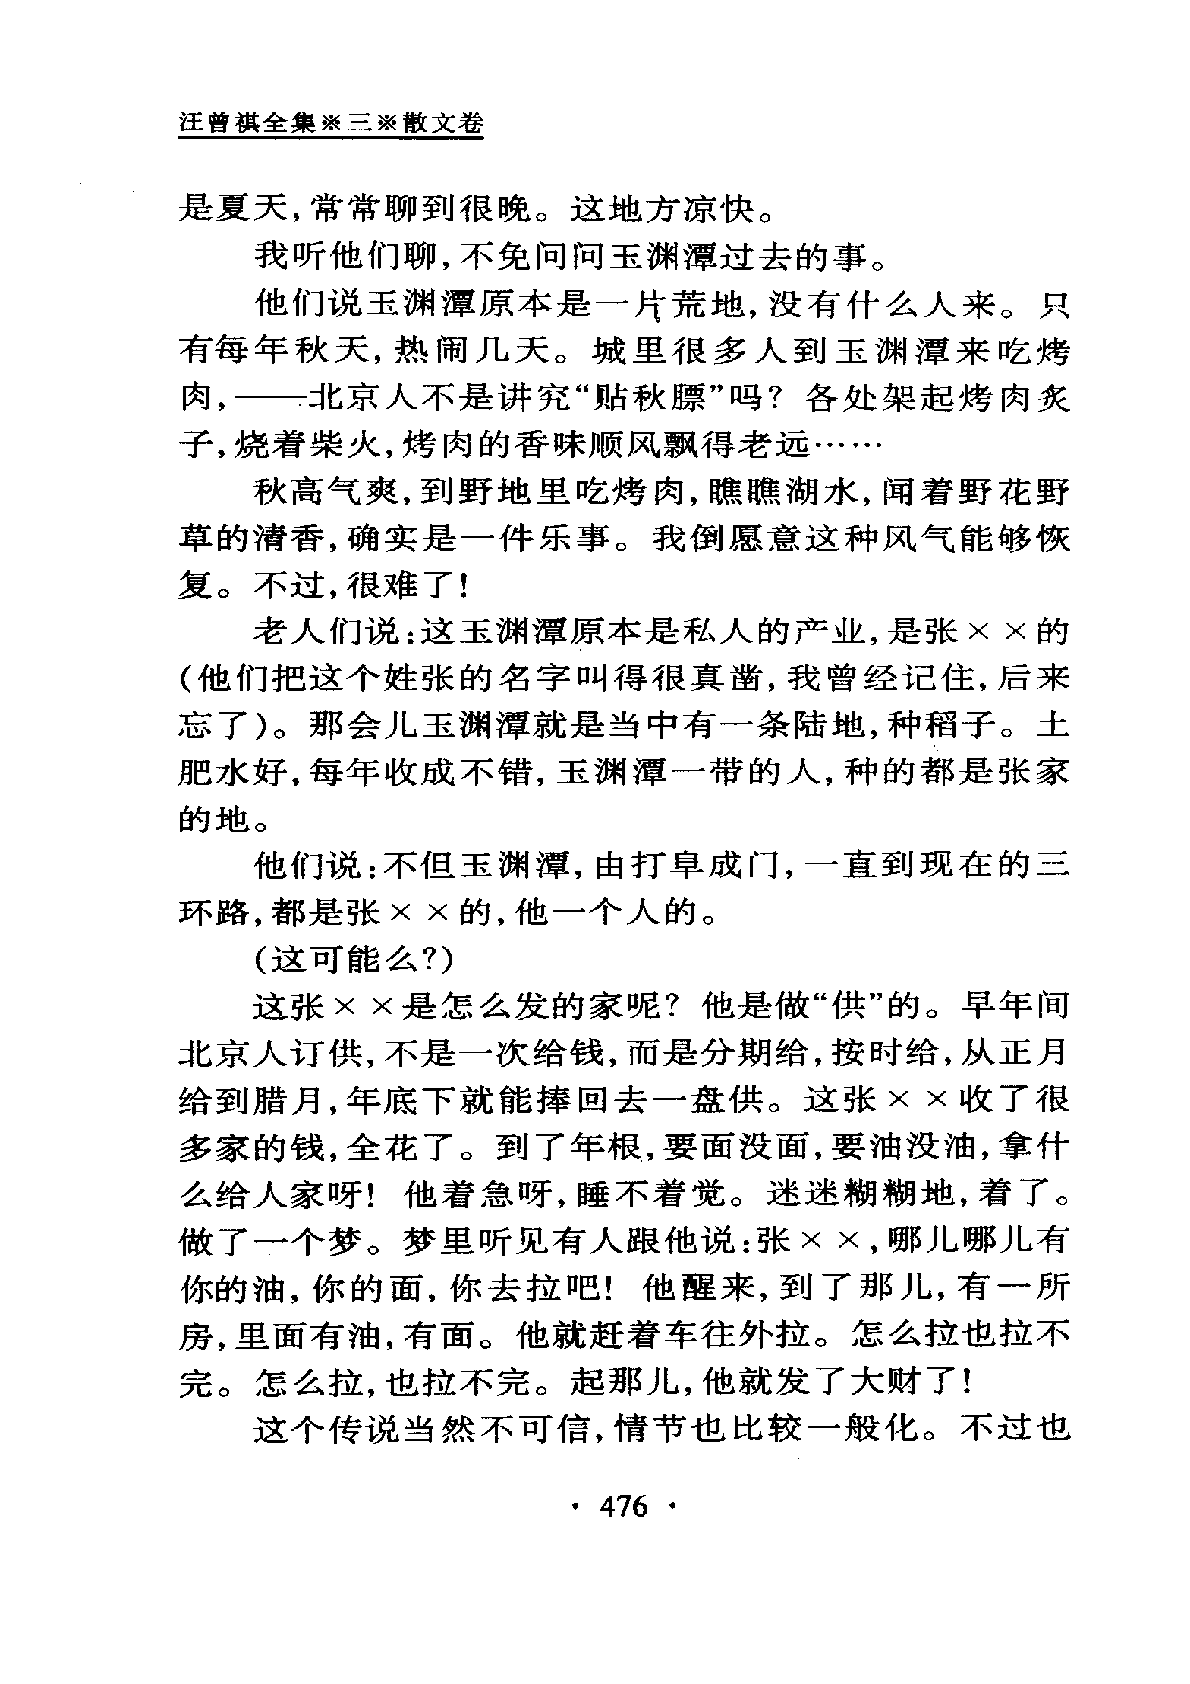 汪曾祺全集※三※散文卷
是夏天,常常聊到很晚。这地方凉快。
我听他们聊,不免问问玉渊潭过去的事。
他们说玉渊潭原本是一片荒地,没有什么人来。只
有每年秋天,热闹几天。城里很多人到玉渊潭来吃烤
肉,——北京人不是讲究“贴秋膘”吗?各处架起烤肉炙
子,烧着柴火,烤肉的香味顺风飘得老远……
秋高气爽,到野地里吃烤肉,瞧瞧湖水,闻着野花野
草的清香,确实是一件乐事。我倒愿意这种风气能够恢
复。不过,很难了!
老人们说:这玉渊潭原本是私人的产业,是张××的
(他们把这个姓张的名字叫得很真凿,我曾经记住,后来
忘了)。那会儿玉渊潭就是当中有一条陆地,种稻子。土
肥水好,每年收成不错,玉渊潭一带的人,种的都是张家
的地。
他们说:不但玉渊潭,由打阜成门,一直到现在的三
环路,都是张××的,他一个人的。
(这可能么?)
这张××是怎么发的家呢?他是做“供”的。早年间
北京人订供,不是一次给钱,而是分期给,按时给,从正月
给到腊月,年底下就能捧回去一盘供。这张××收了很
多家的钱,全花了。到了年根,要面没面,要油没油,拿什
么给人家呀!他着急呀,睡不着觉。迷迷糊糊地,着了。
做了一个梦。梦里听见有人跟他说:张××,哪儿哪儿有
你的油,你的面,你去拉吧!他醒来,到了那儿,有一所
房,里面有油,有面。他就赶着车往外拉。怎么拉也拉不
完。怎么拉,也拉不完。起那儿,他就发了大财了!
这个传说当然不可信,情节也比较一般化。不过也
·476·